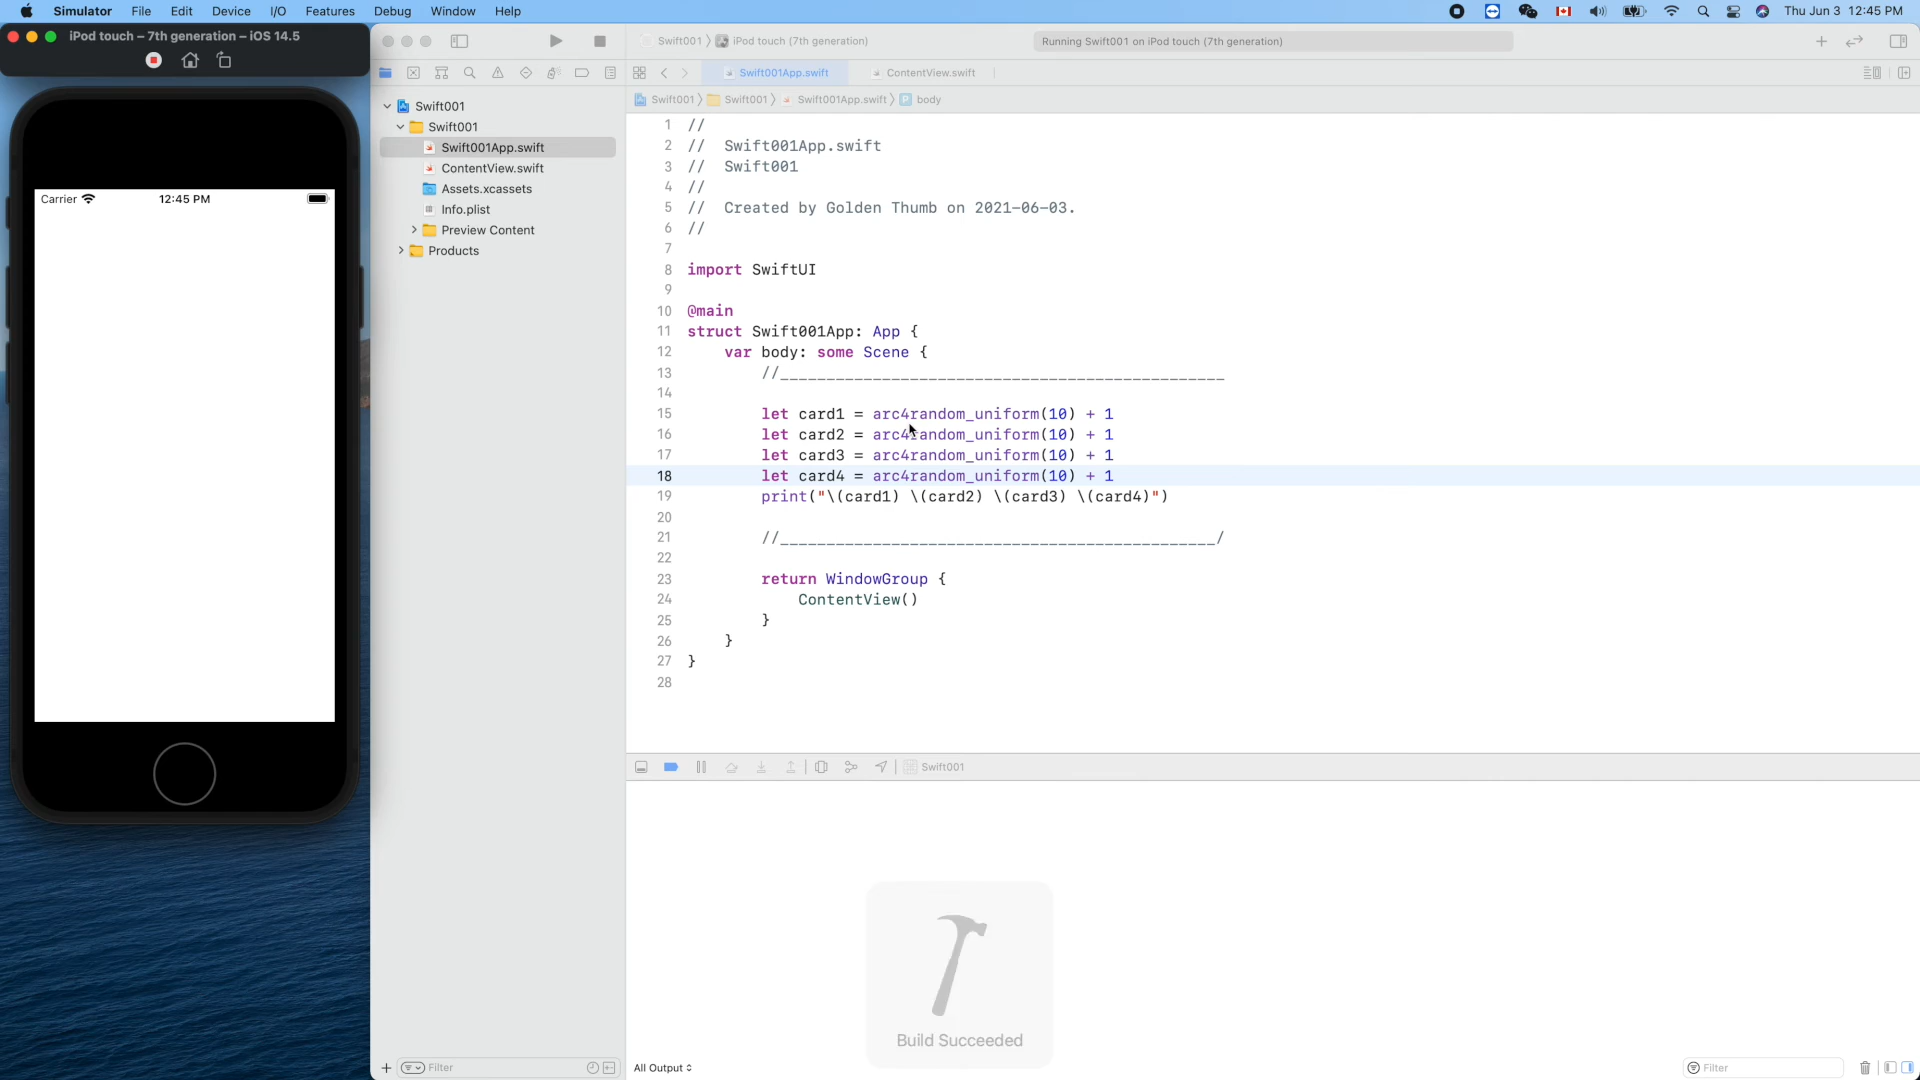 Simulator File Edit Device I/O Features Debug Window Help Thu Jun 3 12:45 PM
iPod touch – 7th generation – iOS 14.5
Carrier 12:45 PM
Swift001 iPod touch (7th generation) Running Swift001 on iPod touch (7th generation)
Swift001App.swift ContentView.swift
Swift001 Swift001 Swift001App.swift body
Swift001
Swift001
Swift001App.swift
ContentView.swift
Assets.xcassets
Info.plist
Preview Content
Products
1 //
2 // Swift001App.swift
3 // Swift001
4 //
5 // Created by Golden Thumb on 2021-06-03.
6 //
7
8 import SwiftUI
9
10 @main
11 struct Swift001App: App {
12 var body: some Scene {
13 //________________________________________________
14
15 let card1 = arc4random_uniform(10) + 1
16 let card2 = arc4random_uniform(10) + 1
17 let card3 = arc4random_uniform(10) + 1
18 let card4 = arc4random_uniform(10) + 1
19 print("\(card1) \(card2) \(card3) \(card4)")
20
21 //_______________________________________________/
22
23 return WindowGroup {
24 ContentView()
25 }
26 }
27 }
28
Swift001
Build Succeeded
Filter All Output Filter